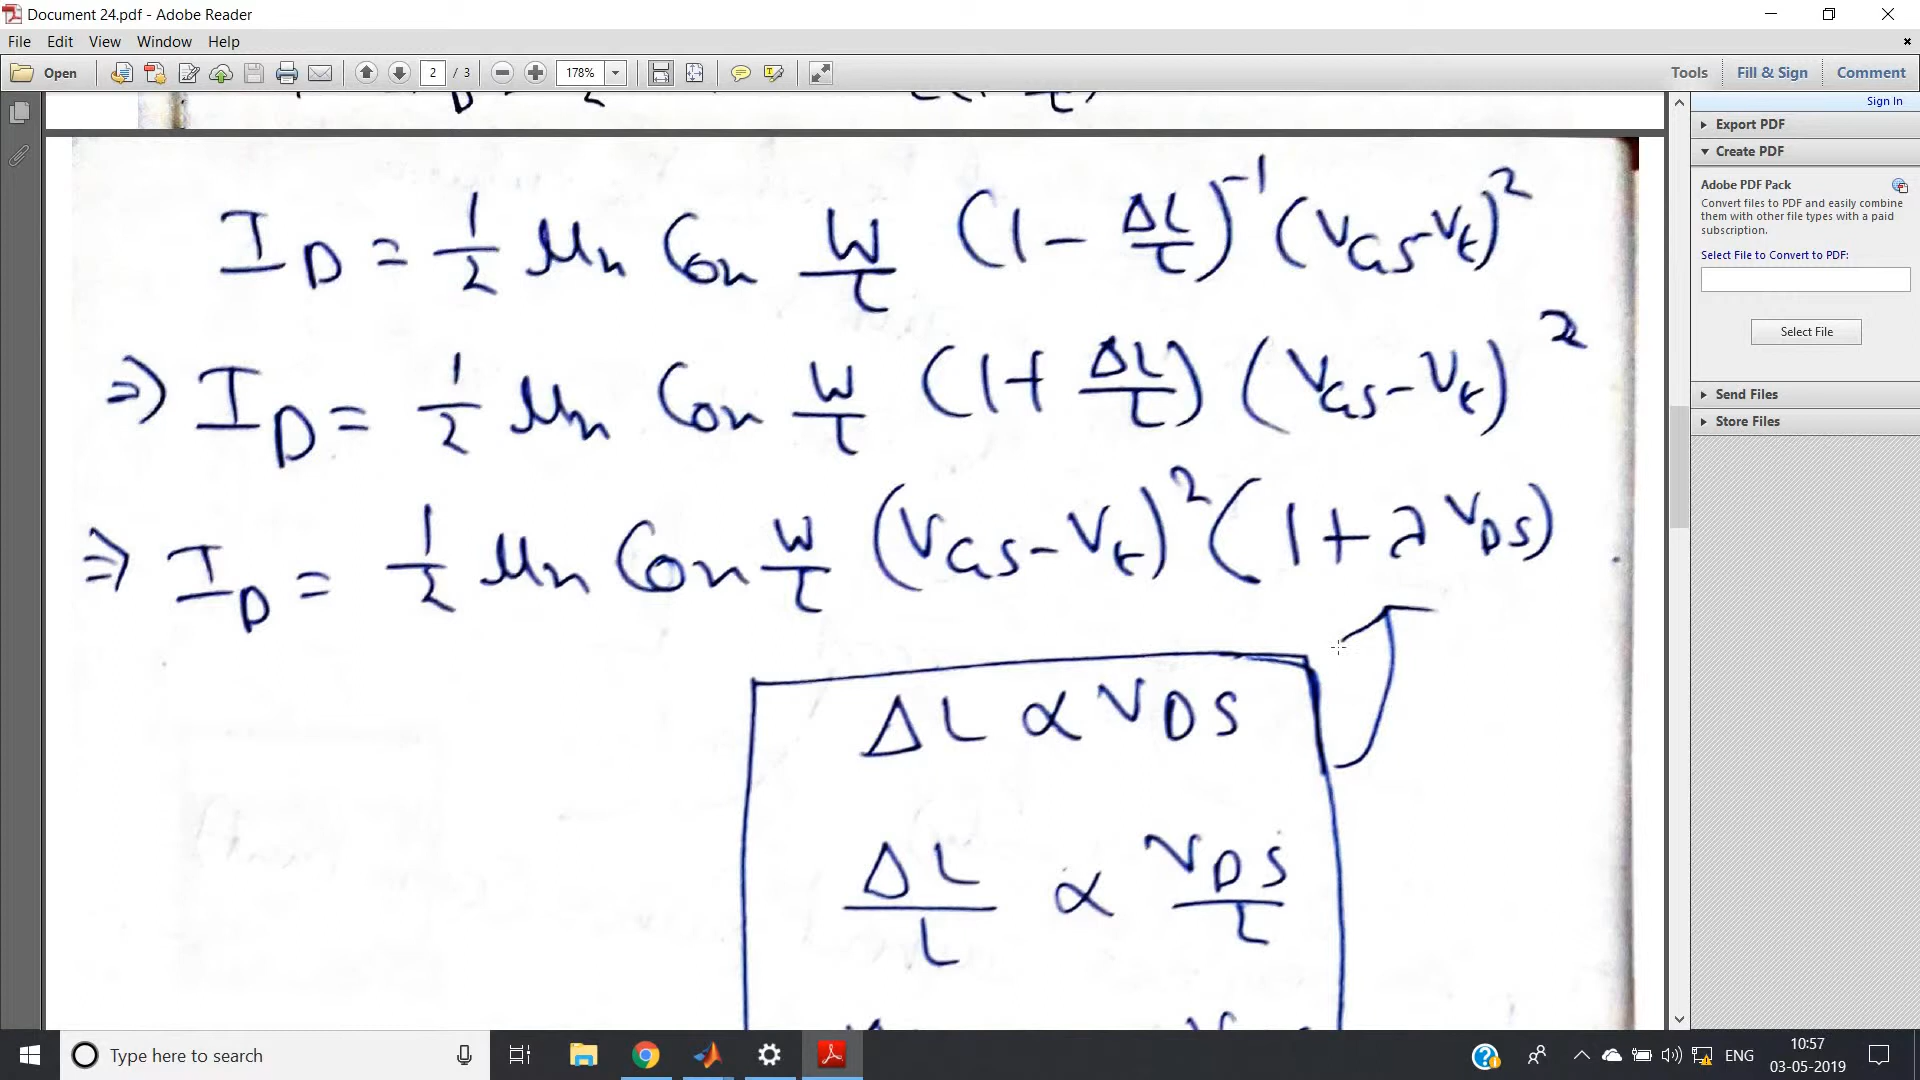 Document 24.pdf - Adobe Reader
File Edit View Window Help
Open 2 / 3 178% Tools Fill & Sign Comment
Sign In
Export PDF
Create PDF
Adobe PDF Pack
Convert files to PDF and easily combine
them with other file types with a paid
subscription.
Select File to Convert to PDF:
Select File
Send Files
Store Files
I_D = 1/2 μn Cox W/L (1 - ΔL/L)^-1 (VGS - Vt)^2
⇒ I_D = 1/2 μn Cox W/L (1 + ΔL/L) (VGS - Vt)^2
⇒ I_D = 1/2 μn Cox W/L (VGS - Vt)^2 (1 + λ VDS)
ΔL ∝ VDS
ΔL/L ∝ VDS/L
Type here to search
ENG
10:57
03-05-2019